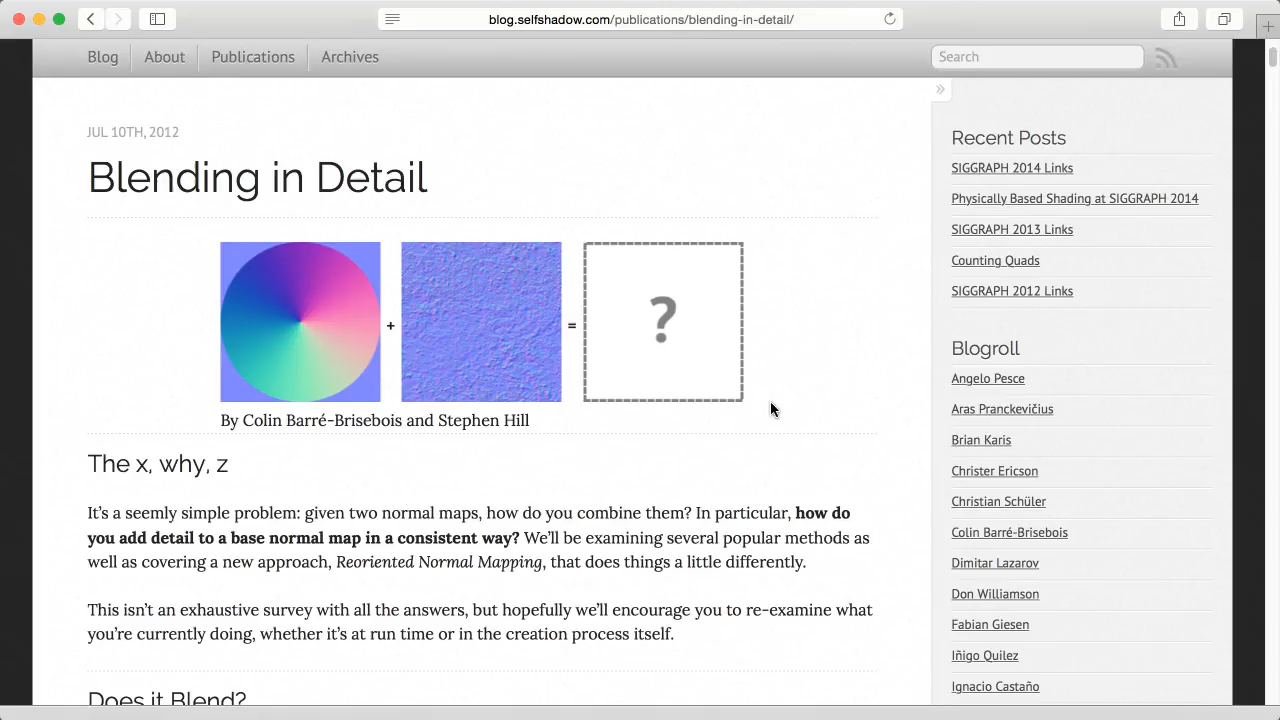 blog.selfshadow.com/publications/blending-in-detail/
Blog
About
Publications
Archives
Search
»
JUL 10TH, 2012
Blending in Detail
+
=
?
By Colin Barré-Brisebois and Stephen Hill
The x, why, z
It’s a seemly simple problem: given two normal maps, how do you combine them? In particular, how do
you add detail to a base normal map in a consistent way? We’ll be examining several popular methods as
well as covering a new approach, Reoriented Normal Mapping, that does things a little differently.
This isn’t an exhaustive survey with all the answers, but hopefully we’ll encourage you to re-examine what
you’re currently doing, whether it’s at run time or in the creation process itself.
Does it Blend?
Recent Posts
SIGGRAPH 2014 Links
Physically Based Shading at SIGGRAPH 2014
SIGGRAPH 2013 Links
Counting Quads
SIGGRAPH 2012 Links
Blogroll
Angelo Pesce
Aras Pranckevičius
Brian Karis
Christer Ericson
Christian Schüler
Colin Barré-Brisebois
Dimitar Lazarov
Don Williamson
Fabian Giesen
Iñigo Quilez
Ignacio Castaño